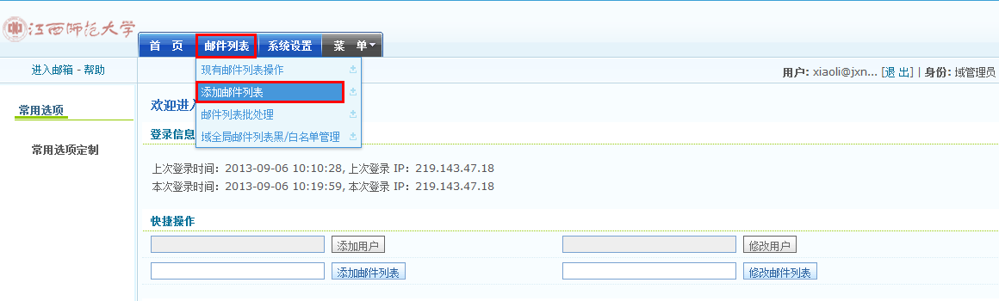 江西师范大学
首 页 邮件列表 系统设置 菜 单
进入邮箱 - 帮助
用户: xiaoli@jxn... [退 出] | 身份: 域管理员
现有邮件列表操作
添加邮件列表
邮件列表批处理
域全局邮件列表黑/白名单管理
常用选项
常用选项定制
欢迎进入
登录信息
上次登录时间: 2013-09-06 10:10:28, 上次登录 IP: 219.143.47.18
本次登录时间: 2013-09-06 10:19:59, 本次登录 IP: 219.143.47.18
快捷操作
添加用户 修改用户
添加邮件列表 修改邮件列表